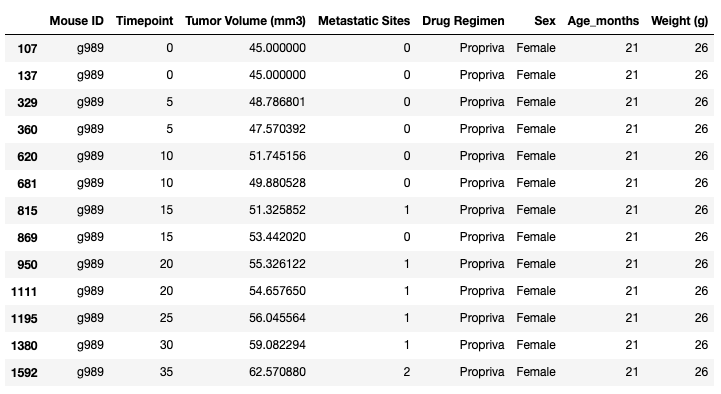 Mouse ID Timepoint Tumor Volume (mm3) Metastatic Sites Drug Regimen Sex Age_months Weight (g)
107 g989 0 45.000000 0 Propriva Female 21 26
137 g989 0 45.000000 0 Propriva Female 21 26
329 g989 5 48.786801 0 Propriva Female 21 26
360 g989 5 47.570392 0 Propriva Female 21 26
620 g989 10 51.745156 0 Propriva Female 21 26
681 g989 10 49.880528 0 Propriva Female 21 26
815 g989 15 51.325852 1 Propriva Female 21 26
869 g989 15 53.442020 0 Propriva Female 21 26
950 g989 20 55.326122 1 Propriva Female 21 26
1111 g989 20 54.657650 1 Propriva Female 21 26
1195 g989 25 56.045564 1 Propriva Female 21 26
1380 g989 30 59.082294 1 Propriva Female 21 26
1592 g989 35 62.570880 2 Propriva Female 21 26